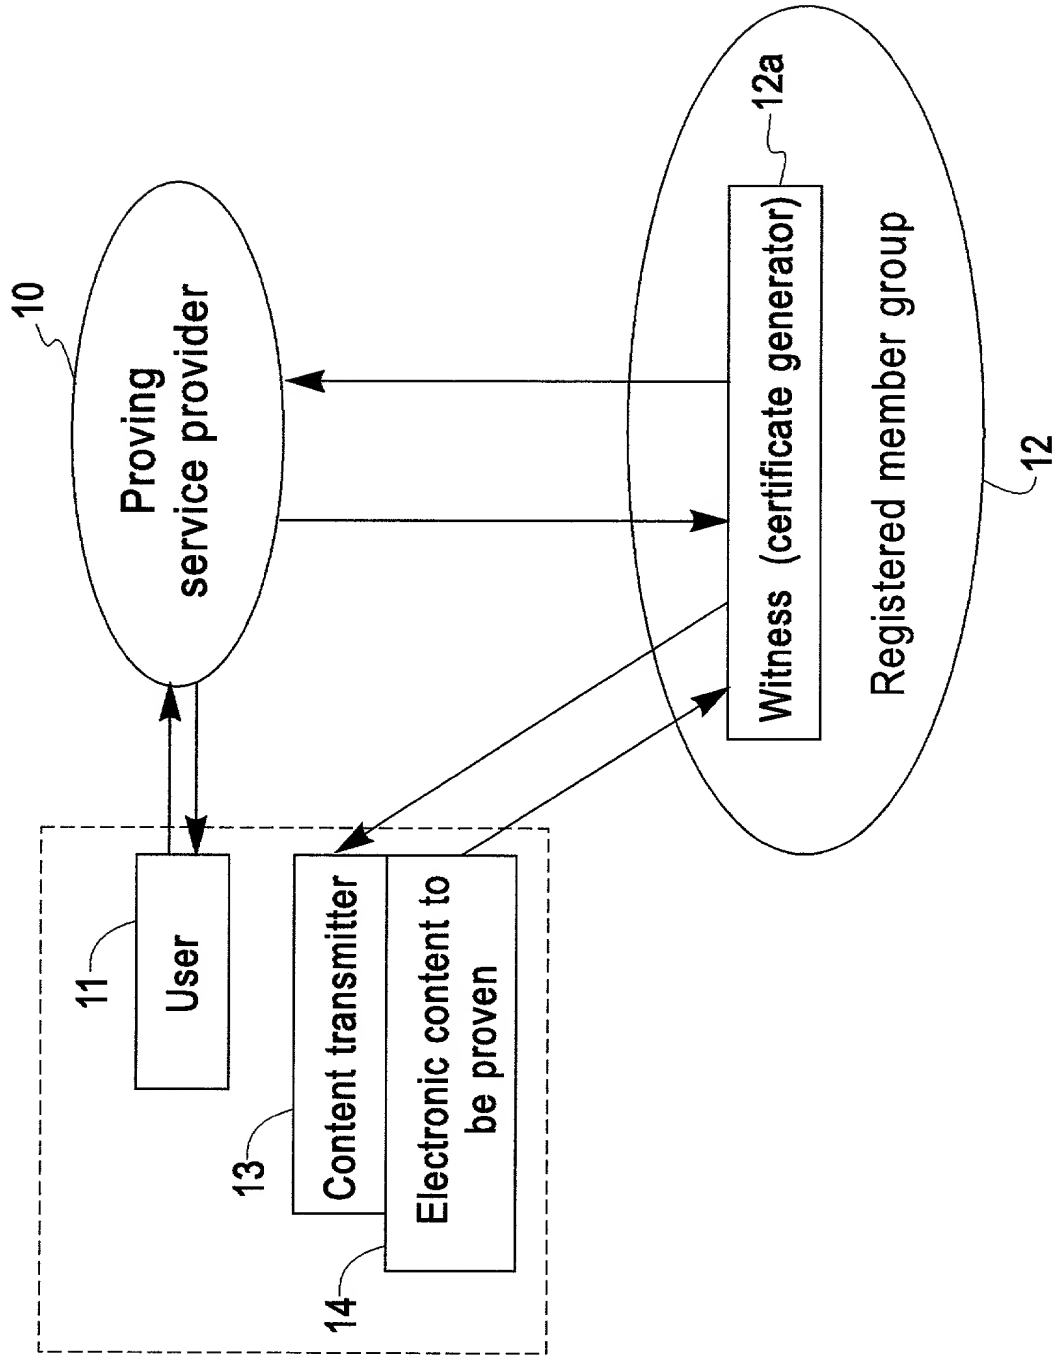 10
Proving
service provider
11
User
13
Content transmitter
14
Electronic content to
be proven
12a
Witness (certificate generator)
Registered member group
12